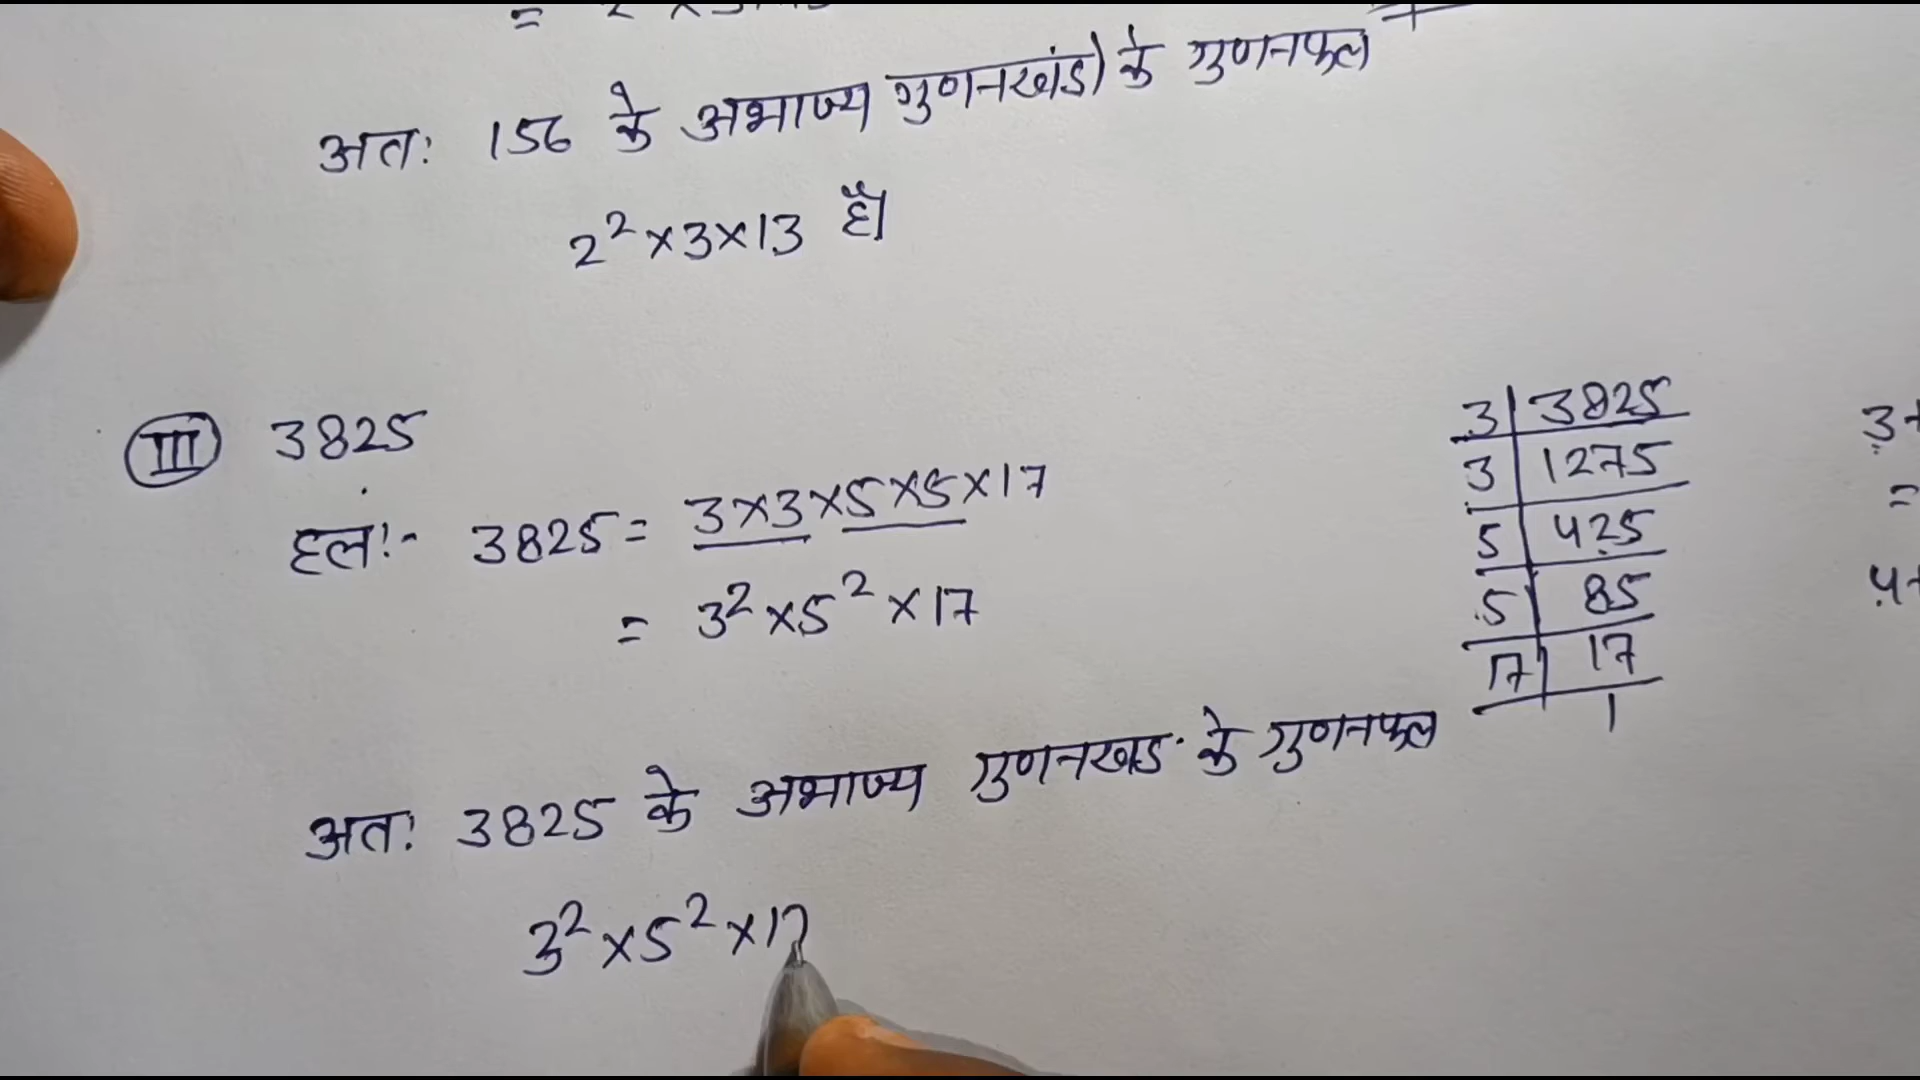 अतः 156 के अभाज्य गुणनखंडो के गुणनफल
2² × 3 × 13 है।
III 3825
हलः- 3825 = 3 × 3 × 5 × 5 × 17
= 3² × 5² × 17
अतः 3825 के अभाज्य गुणनखंड के गुणनफल
3² × 5² × 17
3 | 3825
3 | 1275
5 | 425
5 | 85
17 | 17
1
3+
=
4+